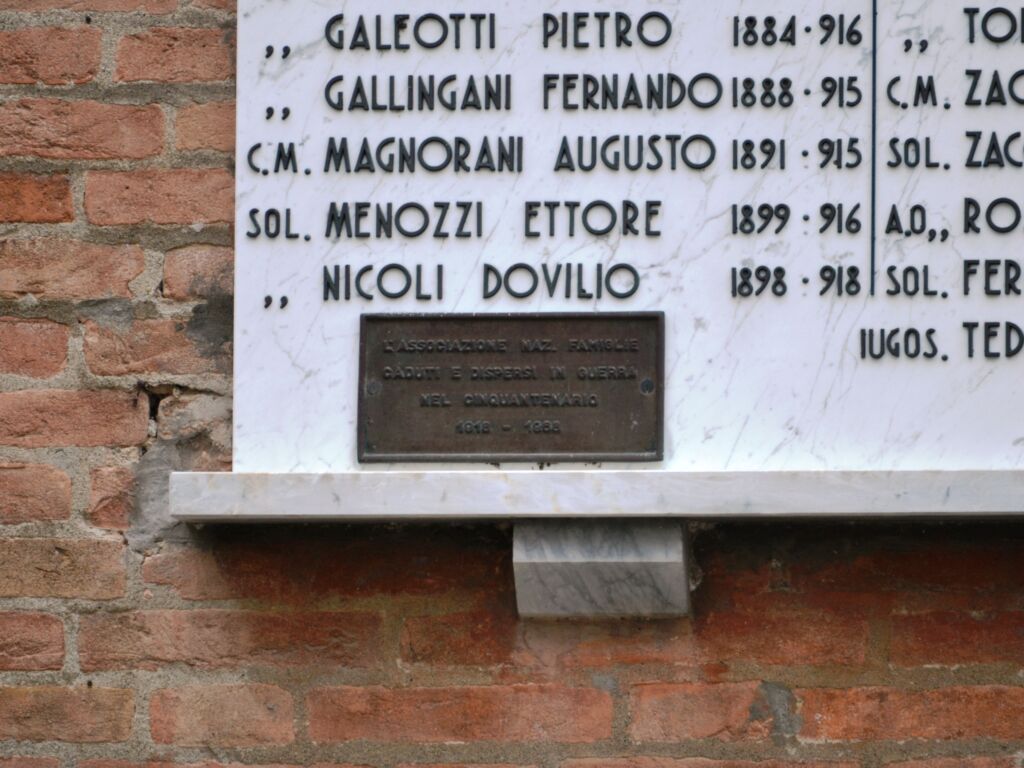 ,, GALEOTTI PIETRO 1884·916
,, GALLINGANI FERNANDO 1888·915
C.M. MAGNORANI AUGUSTO 1891·915
SOL. MENOZZI ETTORE 1899·916
,, NICOLI DOVILIO 1898·918
,,
C.M. ZAC
SOL. ZAC
A.O,, RO
SOL. FER
IUGOS. TED
L'ASSOCIAZIONE NAZ. FAMIGLIE
CADUTI E DISPERSI IN GUERRA
NEL CINQUANTENARIO
1918 - 1968